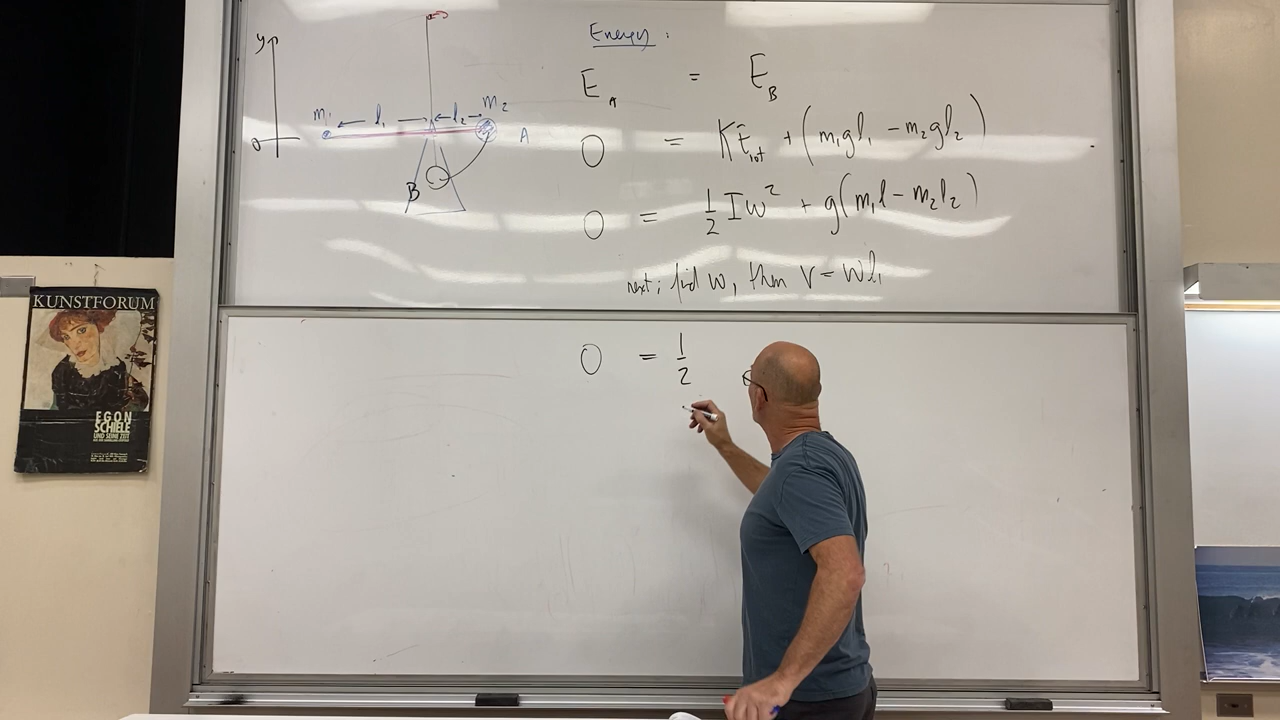 Energy:
y
E_A = E_B
m₁ l₁ l₂ m₂
A
0
0 = KE_rot + (m₁gl₁ - m₂gl₂)
B
0 = 1/2 Iω² + g(m₁l - m₂l₂)
next; find ω, then v = ωl₁
0 = 1/2
KUNSTFORUM
EGON
SCHIELE
UND SEINE ZEIT